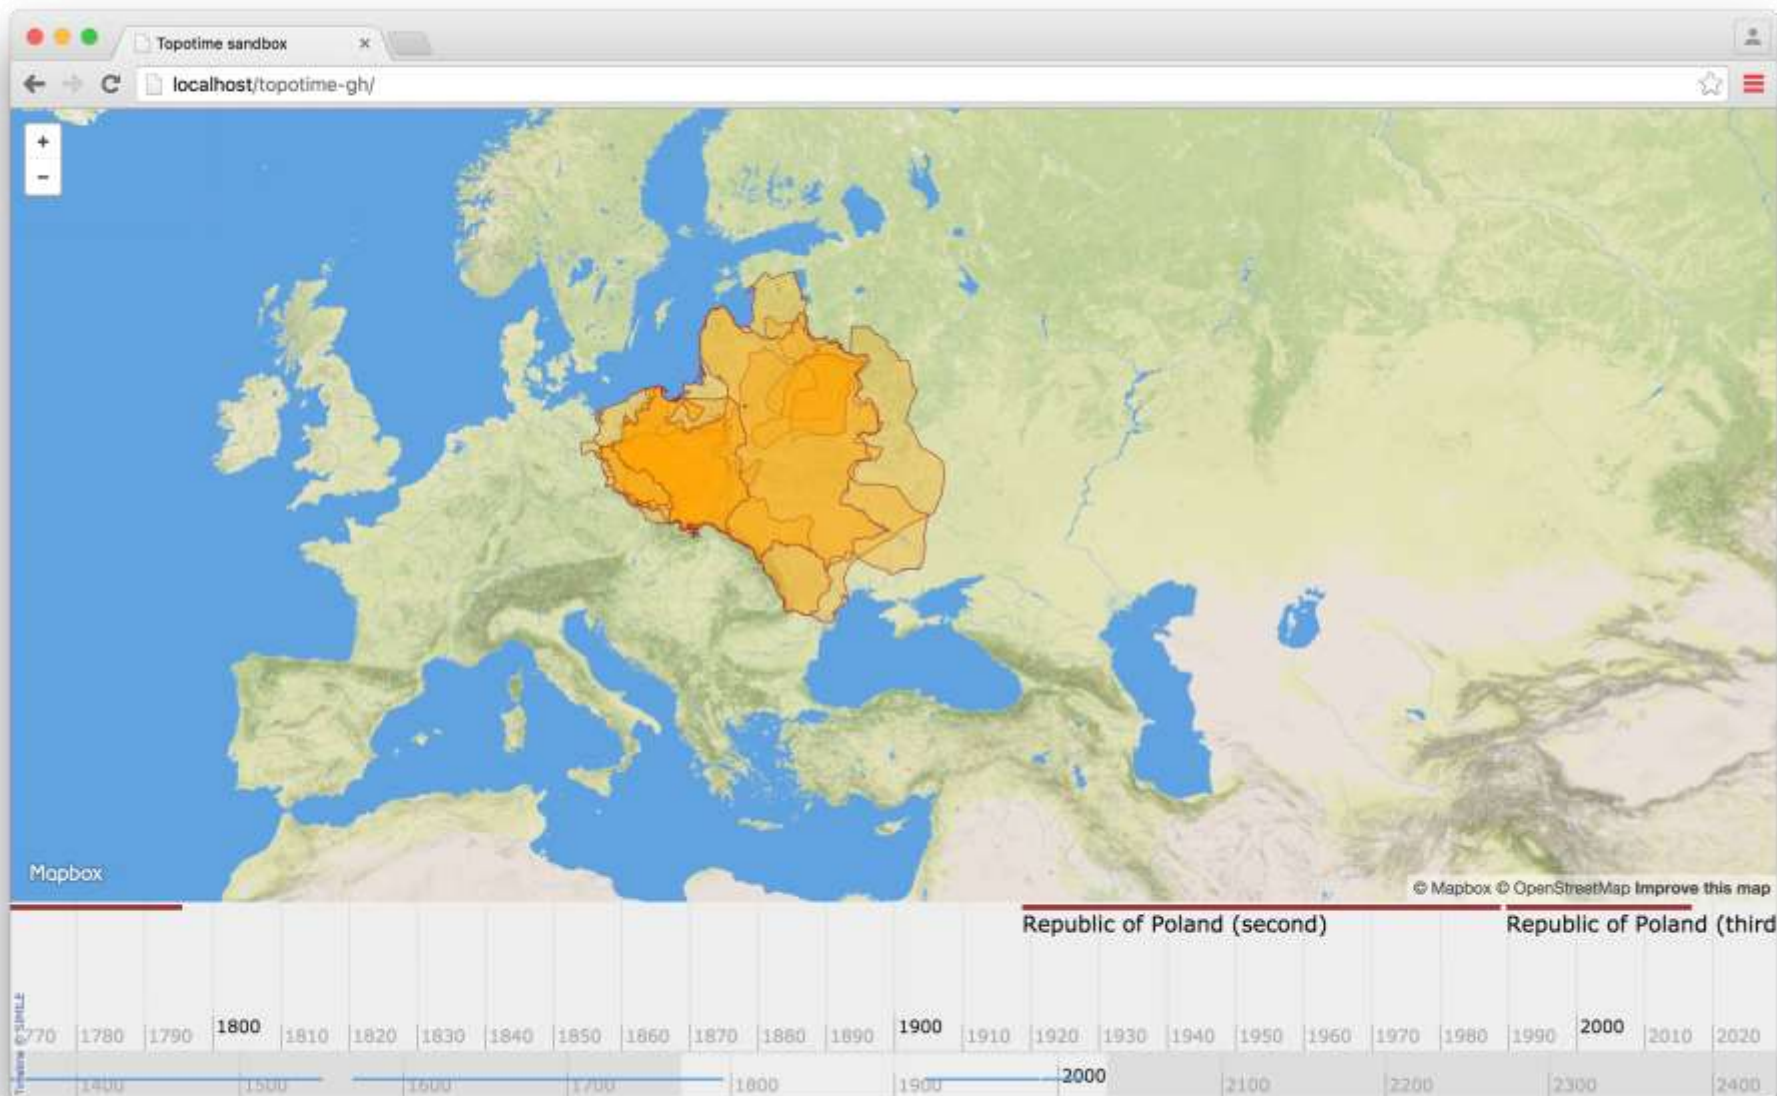 Topotime sandbox
localhost/topotime-gh/
+
−
Mapbox
© Mapbox © OpenStreetMap Improve this map
Republic of Poland (second)
Republic of Poland (third
Timeline © SIMILE
770 1780 1790 1800 1810 1820 1830 1840 1850 1860 1870 1880 1890 1900 1910 1920 1930 1940 1950 1960 1970 1980 1990 2000 2010 2020
1400 1500 1600 1700 1800 1900 2000 2100 2200 2300 2400